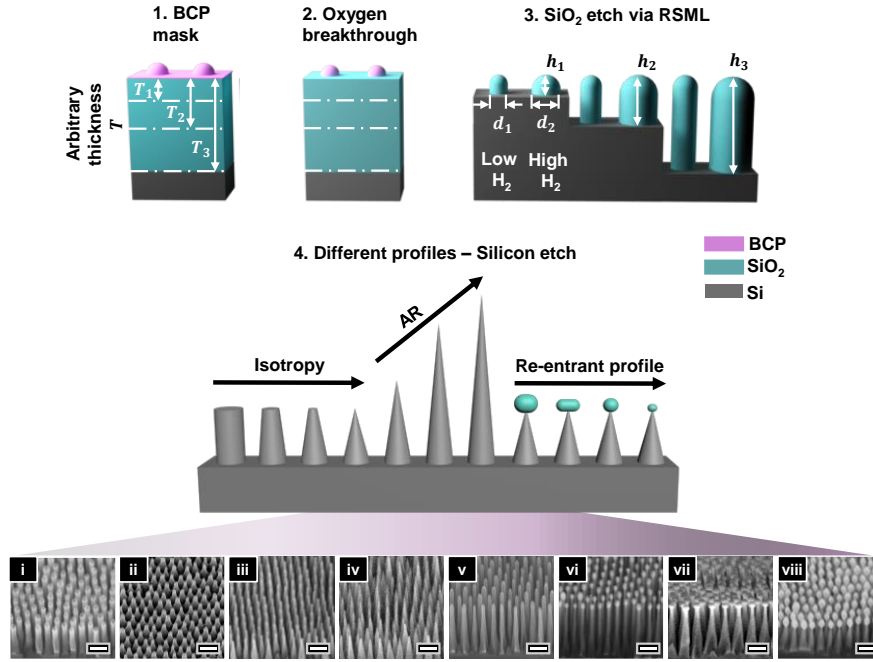 1. BCP
mask
2. Oxygen
breakthrough
3. SiO₂ etch via RSML
Arbitrary
thickness
T
T₁
T₂
T₃
h₁
h₂
h₃
d₁
d₂
Low
H₂
High
H₂
BCP
SiO₂
Si
4. Different profiles – Silicon etch
AR
Isotropy
Re-entrant profile
i
ii
iii
iv
v
vi
vii
viii